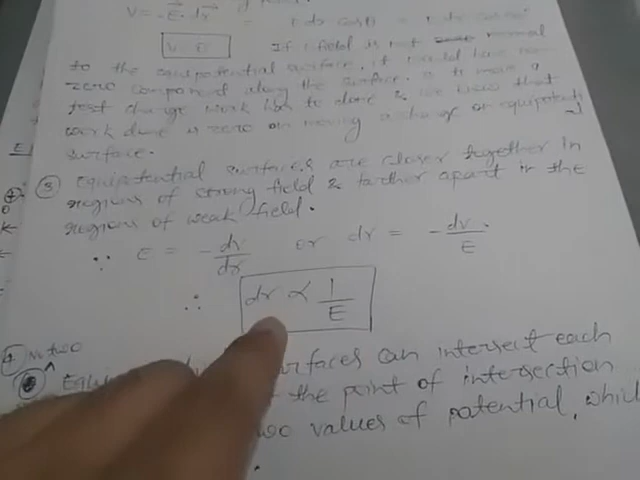 V = -E . dr
If E field is not normal
to the equipotential surface, it would have non
zero component along the surface. & to move a
test charge work has to done & we know that
work done is zero on moving a charge on equipotential
surface.
③ Equipotential surfaces are closer together in
regions of strong field & farther apart in the
regions of weak field.
∵ E = -dv/dr or dr = -dv/E
∴ dr ∝ 1/E
4. No two
surfaces can intersect each
the point of intersection
two values of potential, which